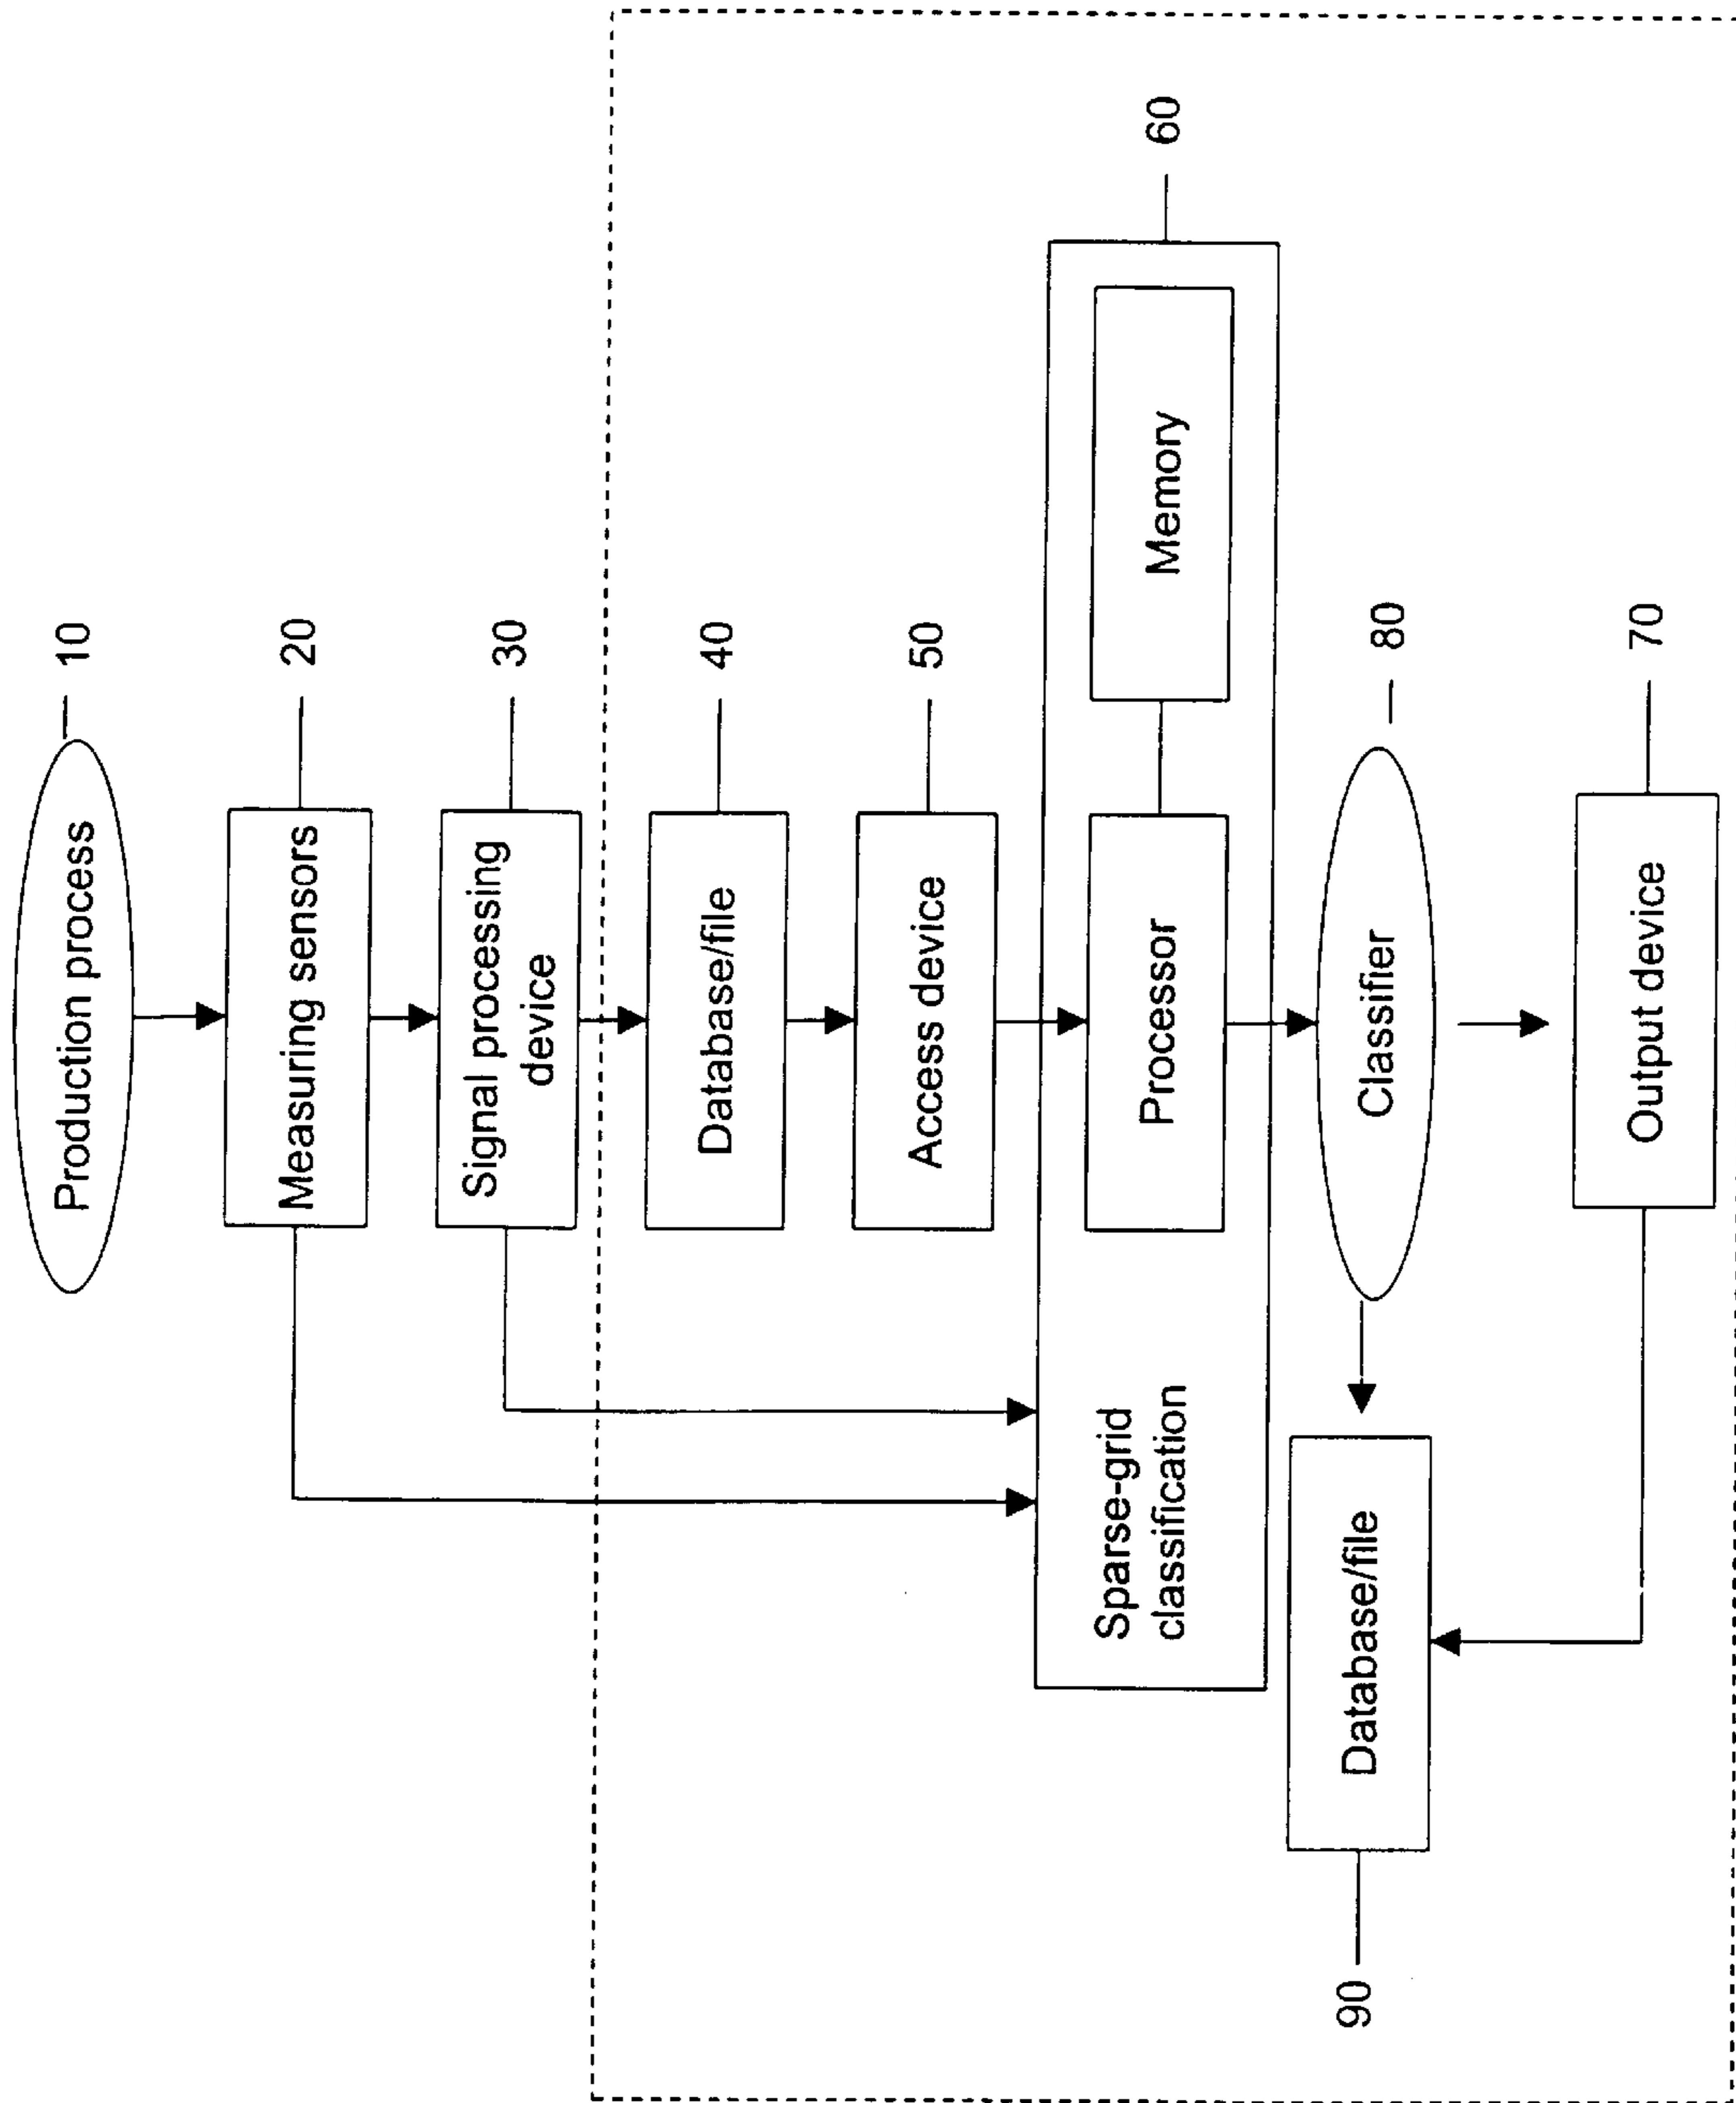 Production process
10
Measuring sensors
20
Signal processing
device
30
Database/file
40
Access device
50
Sparse-grid
classification
Processor
Memory
60
Classifier
80
90
Database/file
Output device
70